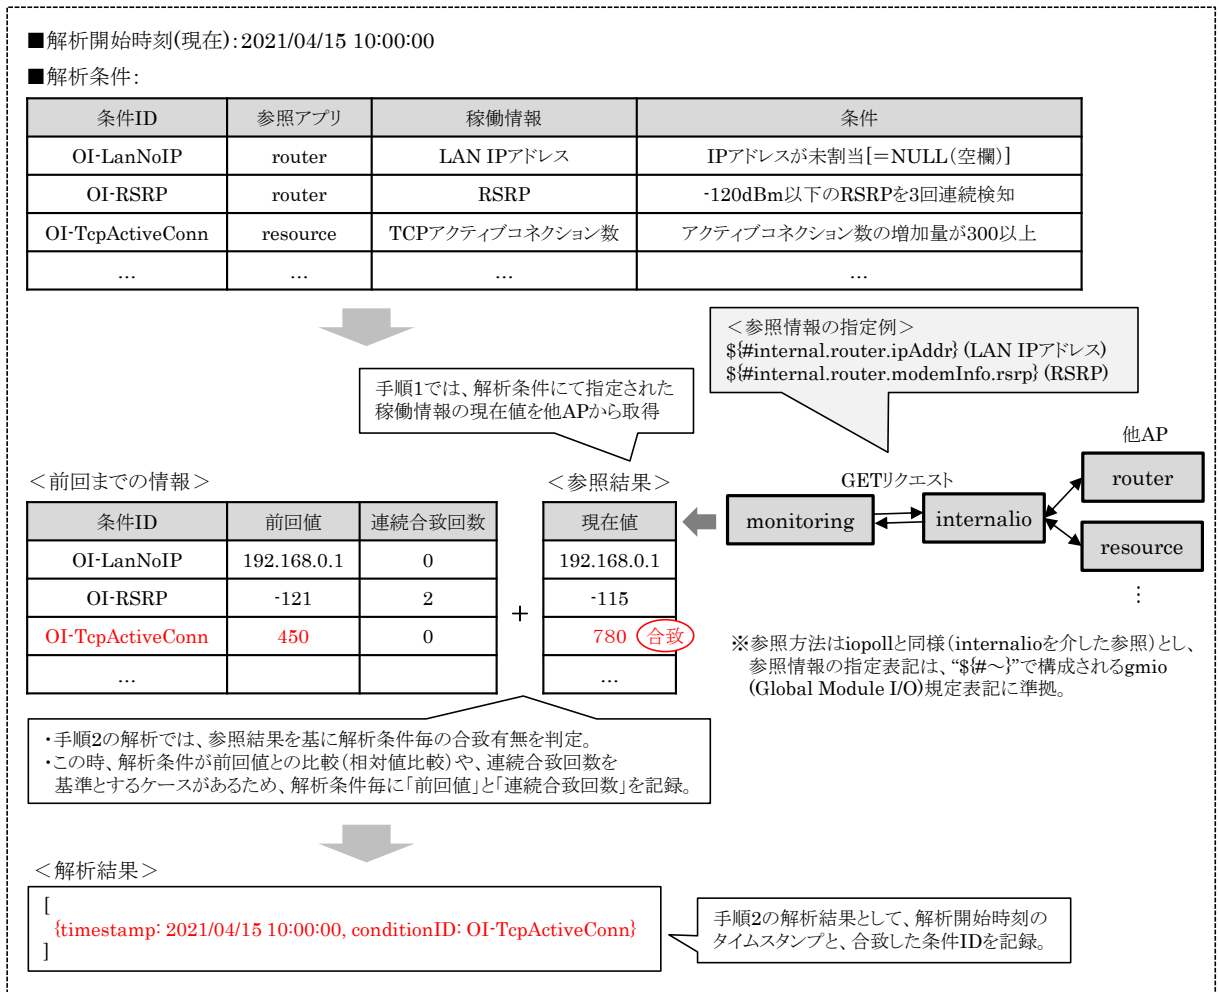 ■解析開始時刻(現在):2021/04/15 10:00:00
■解析条件:
条件ID 参照アプリ 稼働情報 条件
OI-LanNoIP router LAN IPアドレス IPアドレスが未割当[=NULL(空欄)]
OI-RSRP router RSRP -120dBm以下のRSRPを3回連続検知
OI-TcpActiveConn resource TCPアクティブコネクション数 アクティブコネクション数の増加量が300以上
… … … …
<参照情報の指定例>
${#internal.router.ipAddr} (LAN IPアドレス)
${#internal.router.modemInfo.rsrp} (RSRP)
手順1では、解析条件にて指定された
稼働情報の現在値を他APから取得
<前回までの情報>
条件ID 前回値 連続合致回数
OI-LanNoIP 192.168.0.1 0
OI-RSRP -121 2
OI-TcpActiveConn 450 0
…
+
<参照結果>
現在値
192.168.0.1
-115
780 合致
…
GETリクエスト
monitoring
internalio
他AP
router
resource
⋮
※参照方法はiopollと同様(internalioを介した参照)とし、
参照情報の指定表記は、“${#~}”で構成されるgmio
(Global Module I/O)規定表記に準拠。
・手順2の解析では、参照結果を基に解析条件毎の合致有無を判定。
・この時、解析条件が前回値との比較(相対値比較)や、連続合致回数を
基準とするケースがあるため、解析条件毎に「前回値」と「連続合致回数」を記録。
<解析結果>
[
{timestamp: 2021/04/15 10:00:00, conditionID: OI-TcpActiveConn}
]
手順2の解析結果として、解析開始時刻の
タイムスタンプと、合致した条件IDを記録。